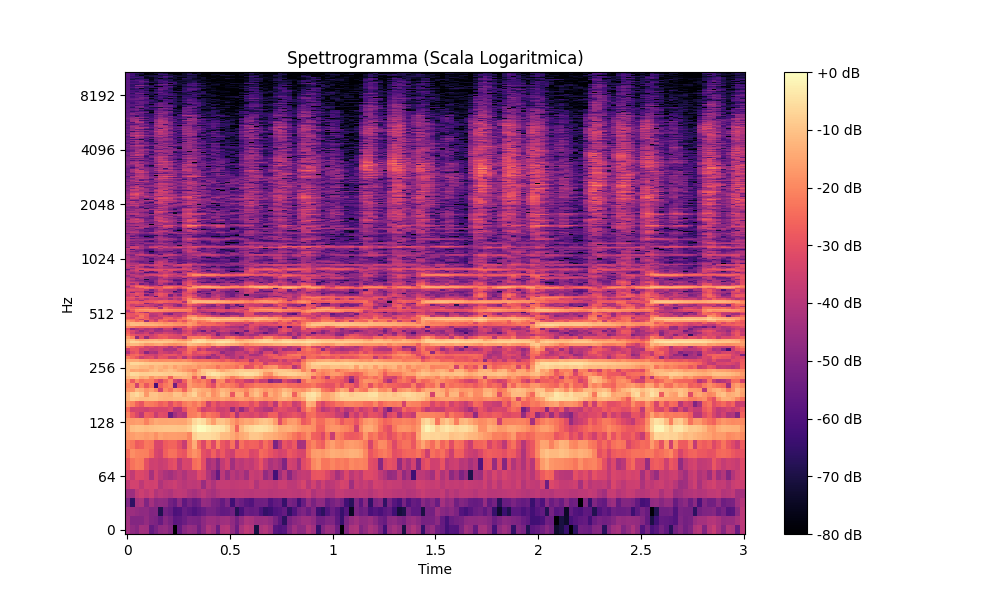 Spettrogramma (Scala Logaritmica)
8192
4096
2048
1024
512
256
128
64
0
Hz
0
0.5
1
1.5
2
2.5
3
Time
+0 dB
-10 dB
-20 dB
-30 dB
-40 dB
-50 dB
-60 dB
-70 dB
-80 dB